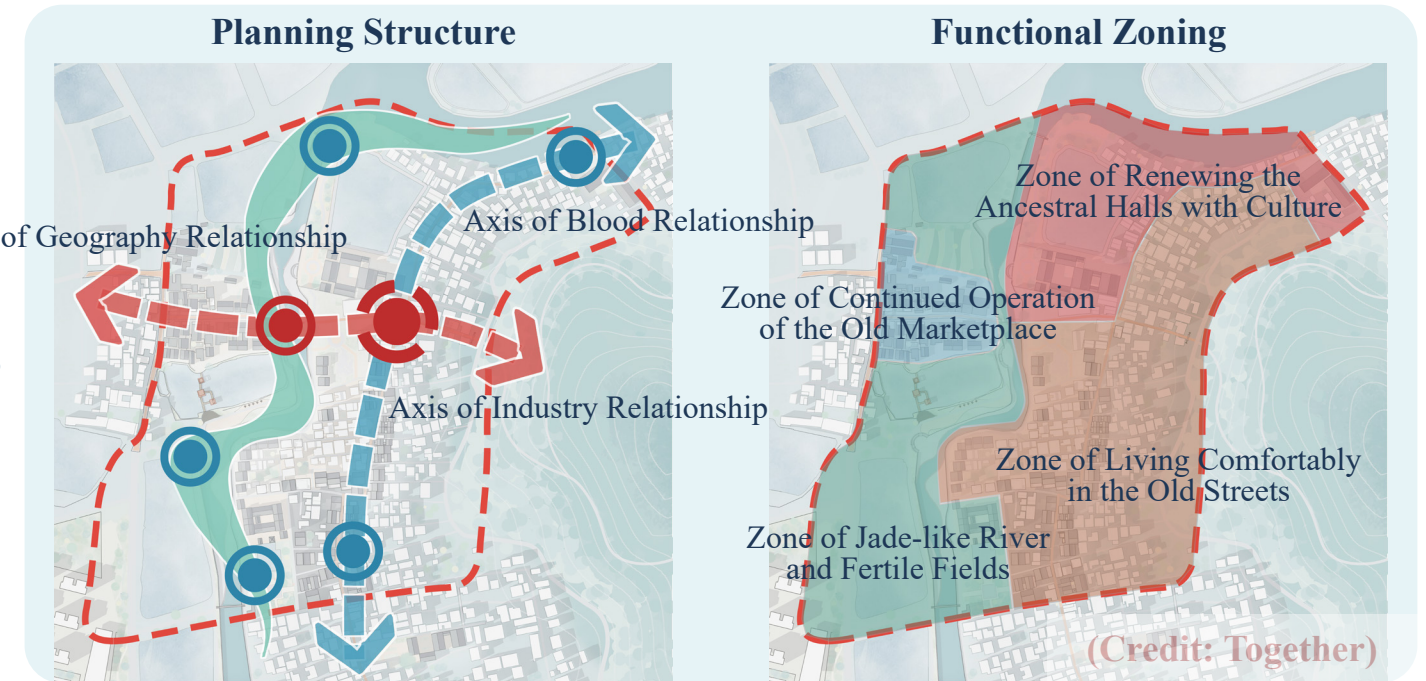 Planning Structure
of Geography Relationship
Axis of Blood Relationship
Axis of Industry Relationship
Functional Zoning
Zone of Renewing the
Ancestral Halls with Culture
Zone of Continued Operation
of the Old Marketplace
Zone of Living Comfortably
in the Old Streets
Zone of Jade-like River
and Fertile Fields
(Credit: Together)